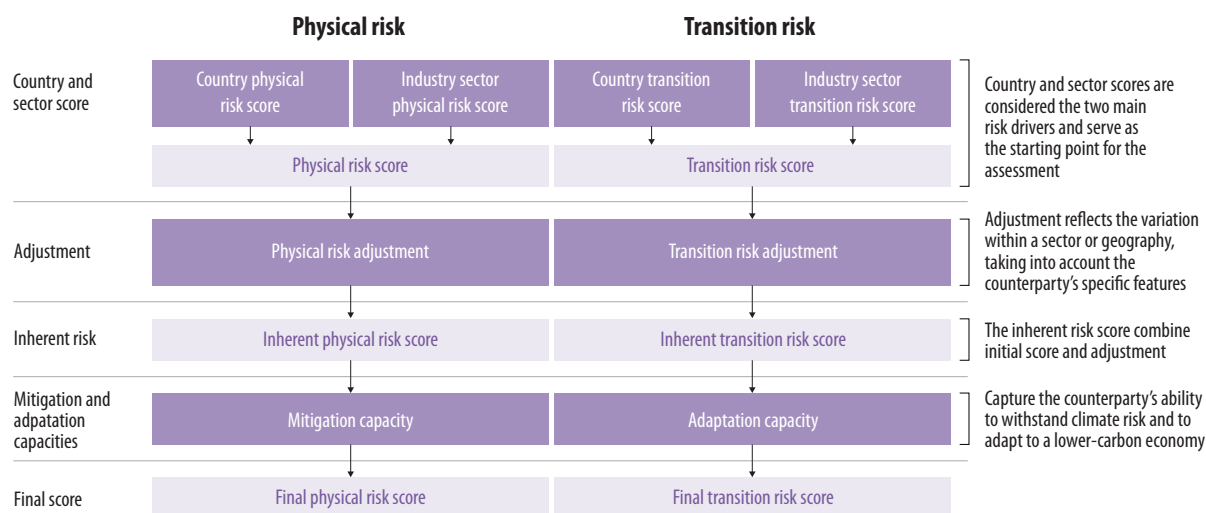 Physical risk
Transition risk
Country and
sector score
Country physical
risk score
Industry sector
physical risk score
Country transition
risk score
Industry sector
transition risk score
Country and sector scores are
considered the two main
risk drivers and serve as
the starting point for the
assessment
Physical risk score
Transition risk score
Adjustment
Physical risk adjustment
Transition risk adjustment
Adjustment reflects the variation
within a sector or geography,
taking into account the
counterparty's specific features
Inherent risk
Inherent physical risk score
Inherent transition risk score
The inherent risk score combine
initial score and adjustment
Mitigation and
adpatation
capacities
Mitigation capacity
Adaptation capacity
Capture the counterparty's ability
to withstand climate risk and to
adapt to a lower-carbon economy
Final score
Final physical risk score
Final transition risk score